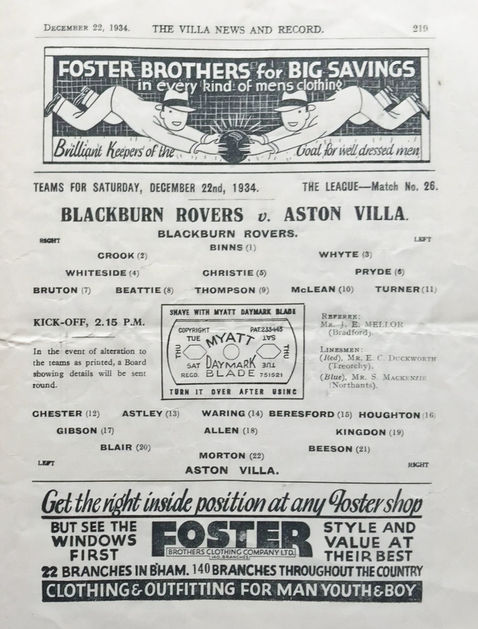 December 22, 1934. THE VILLA NEWS AND RECORD. 219
FOSTER BROTHERS for BIG SAVINGS
in every kind of mens clothing
Brilliant Keepers of the Goal for well dressed men
TEAMS FOR SATURDAY, DECEMBER 22nd, 1934. THE LEAGUE—Match No. 26.
BLACKBURN ROVERS v. ASTON VILLA.
BLACKBURN ROVERS.
RIGHT LEFT
BINNS (1)
CROOK (2) WHYTE (3)
WHITESIDE (4) CHRISTIE (5) PRYDE (6)
BRUTON (7) BEATTIE (8) THOMPSON (9) McLEAN (10) TURNER (11)
KICK-OFF, 2.15 P.M.
In the event of alteration to
the teams as printed, a Board
showing details will be sent
round.
SHAVE WITH MYATT DAYMARK BLADE
COPYRIGHT PAT.233445
TUE SAT
THU MYATT THU
DAYMARK
SAT TUE
REGD. BLADE 751521
TURN IT OVER AFTER USING
Referee:
Mr. J. E. MELLOR
(Bradford).
Linesmen:
(Red), Mr. E. C. Duckworth
(Treorchy).
(Blue), Mr. S. Mackenzie
(Northants).
CHESTER (12) ASTLEY (13) WARING (14) BERESFORD (15) HOUGHTON (16)
GIBSON (17) ALLEN (18) KINGDON (19)
BLAIR (20) BEESON (21)
MORTON (22)
LEFT RIGHT
ASTON VILLA.
Get the right inside position at any Foster shop
BUT SEE THE
WINDOWS
FIRST
FOSTER
BROTHERS CLOTHING COMPANY LTD.
140 BRANCHES
STYLE AND
VALUE AT
THEIR BEST
22 BRANCHES IN B'HAM. 140 BRANCHES THROUGHOUT THE COUNTRY
CLOTHING & OUTFITTING FOR MAN YOUTH & BOY